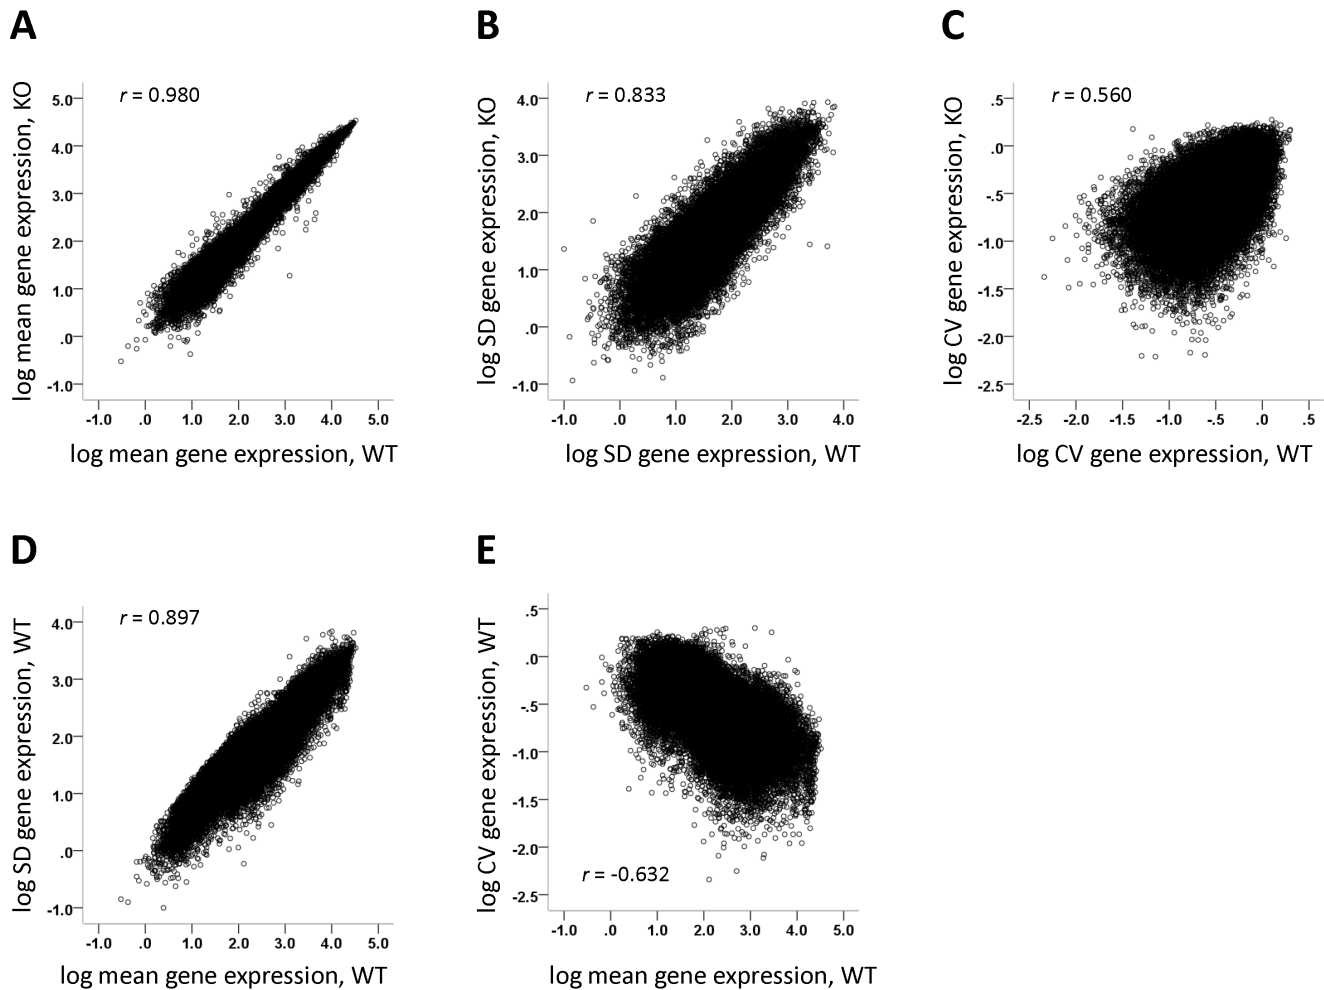 A
r = 0.980
log mean gene expression, KO
5.0
4.0
3.0
2.0
1.0
.0
-1.0
-1.0 .0 1.0 2.0 3.0 4.0 5.0
log mean gene expression, WT
B
r = 0.833
log SD gene expression, KO
4.0
3.0
2.0
1.0
.0
-1.0
-1.0 .0 1.0 2.0 3.0 4.0
log SD gene expression, WT
C
r = 0.560
log CV gene expression, KO
.5
.0
-.5
-1.0
-1.5
-2.0
-2.5
-2.5 -2.0 -1.5 -1.0 -.5 .0 .5
log CV gene expression, WT
D
r = 0.897
log SD gene expression, WT
4.0
3.0
2.0
1.0
.0
-1.0
-1.0 .0 1.0 2.0 3.0 4.0 5.0
log mean gene expression, WT
E
log CV gene expression, WT
.5
.0
-.5
-1.0
-1.5
-2.0
-2.5
r = -0.632
-1.0 .0 1.0 2.0 3.0 4.0 5.0
log mean gene expression, WT